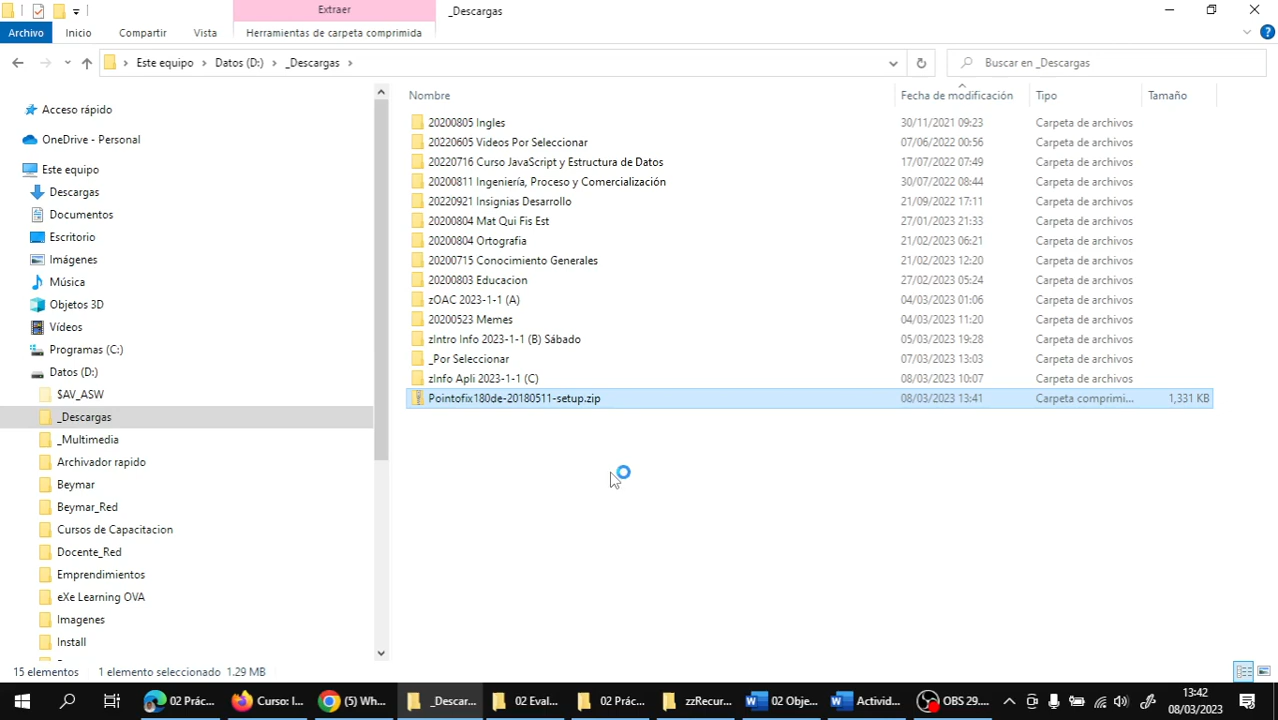 Extraer
_Descargas
Archivo
Inicio
Compartir
Vista
Herramientas de carpeta comprimida
Este equipo
Datos (D:)
_Descargas
Buscar en _Descargas
Acceso rápido
OneDrive - Personal
Este equipo
Descargas
Documentos
Escritorio
Imágenes
Música
Objetos 3D
Vídeos
Programas (C:)
Datos (D:)
$AV_ASW
_Descargas
_Multimedia
Archivador rapido
Beymar
Beymar_Red
Cursos de Capacitacion
Docente_Red
Emprendimientos
eXe Learning OVA
Imagenes
Install
Nombre Fecha de modificación Tipo Tamaño
20200805 Ingles 30/11/2021 09:23 Carpeta de archivos
20220605 Videos Por Seleccionar 07/06/2022 00:56 Carpeta de archivos
20220716 Curso JavaScript y Estructura de Datos 17/07/2022 07:49 Carpeta de archivos
20200811 Ingeniería, Proceso y Comercialización 30/07/2022 08:44 Carpeta de archivos
20220921 Insignias Desarrollo 21/09/2022 17:11 Carpeta de archivos
20200804 Mat Qui Fis Est 27/01/2023 21:33 Carpeta de archivos
20200804 Ortografia 21/02/2023 06:21 Carpeta de archivos
20200715 Conocimiento Generales 21/02/2023 12:20 Carpeta de archivos
20200803 Educacion 27/02/2023 05:24 Carpeta de archivos
zOAC 2023-1-1 (A) 04/03/2023 01:06 Carpeta de archivos
20200523 Memes 04/03/2023 11:20 Carpeta de archivos
zIntro Info 2023-1-1 (B) Sábado 05/03/2023 19:28 Carpeta de archivos
_Por Seleccionar 07/03/2023 13:03 Carpeta de archivos
zInfo Apli 2023-1-1 (C) 08/03/2023 10:07 Carpeta de archivos
Pointofix180de-20180511-setup.zip 08/03/2023 13:41 Carpeta comprimi... 1,331 KB
15 elementos 1 elemento seleccionado 1.29 MB
02 Prác... Curso: I... (5) Wh... _Descar... 02 Eval... 02 Prác... zzRecur... 02 Obje... Activid... OBS 29....
13:42
08/03/2023